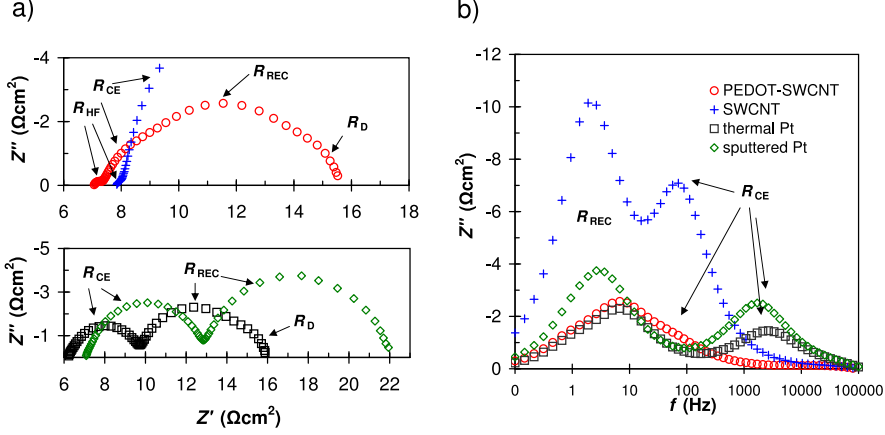 a)
b)
-4
-2
0
Z″ (Ωcm²)
R_HF
R_CE
R_REC
R_D
6
8
10
12
14
16
18
-5
-3
-1
Z″ (Ωcm²)
R_CE
R_REC
R_D
6
8
10
12
14
16
18
20
22
Z′ (Ωcm²)
-12
-10
-8
-6
-4
-2
0
Z″ (Ωcm²)
PEDOT-SWCNT
SWCNT
thermal Pt
sputtered Pt
R_REC
R_CE
0
1
10
100
1000
10000
100000
f (Hz)